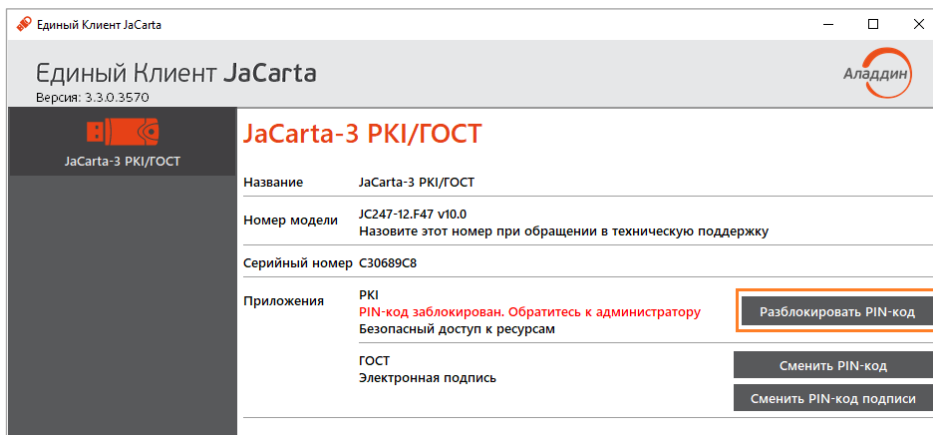 Единый Клиент JaCarta
Единый Клиент JaCarta
Версия: 3.3.0.3570
Аладдин
JaCarta-3 PKI/ГОСТ
JaCarta-3 PKI/ГОСТ
Название JaCarta-3 PKI/ГОСТ
Номер модели JC247-12.F47 v10.0
Назовите этот номер при обращении в техническую поддержку
Серийный номер C30689C8
Приложения PKI
PIN-код заблокирован. Обратитесь к администратору
Безопасный доступ к ресурсам
Разблокировать PIN-код
ГОСТ
Электронная подпись
Сменить PIN-код
Сменить PIN-код подписи